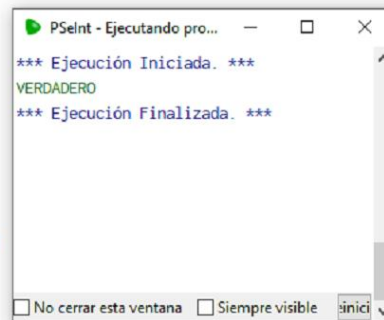 PSeInt - Ejecutando pro...
*** Ejecución Iniciada. ***
VERDADERO
*** Ejecución Finalizada. ***
No cerrar esta ventana Siempre visible